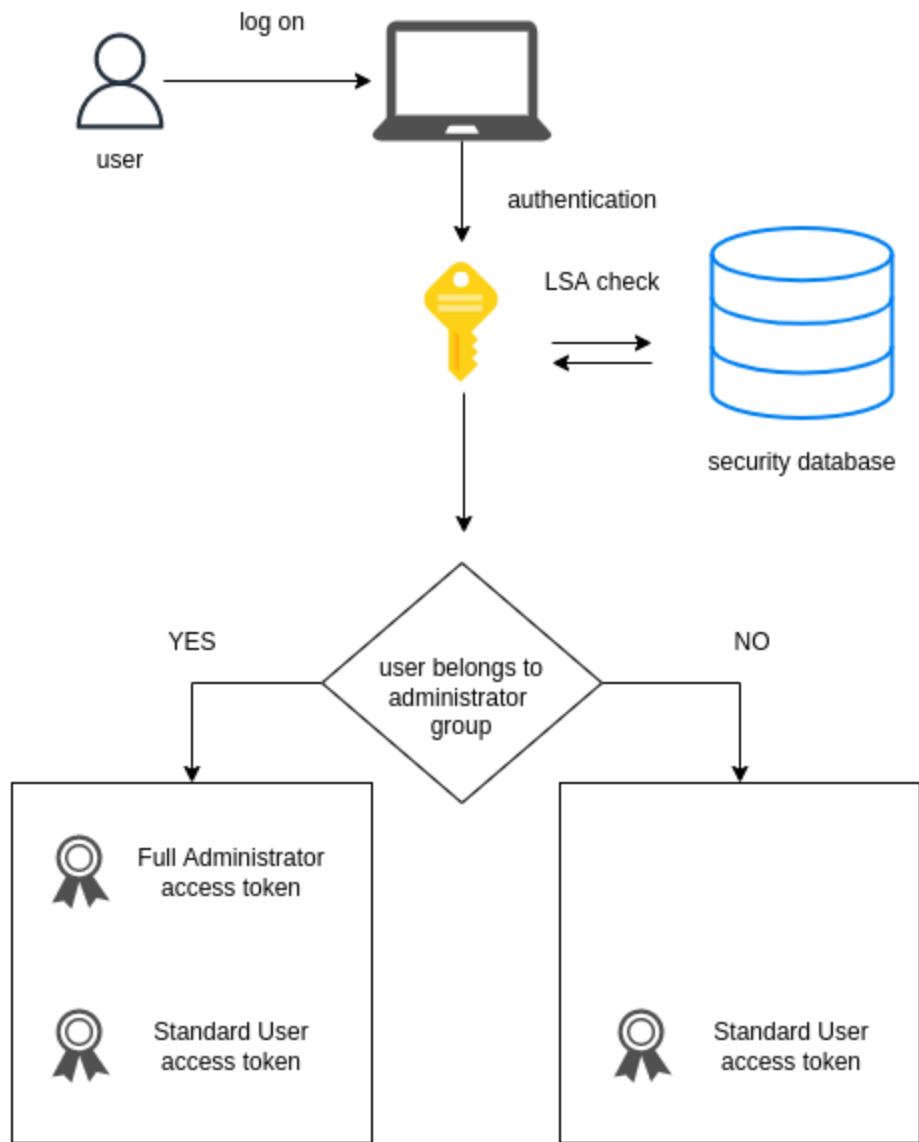 log on
user
authentication
LSA check
security database
YES
NO
user belongs to
administrator
group
Full Administrator
access token
Standard User
access token
Standard User
access token